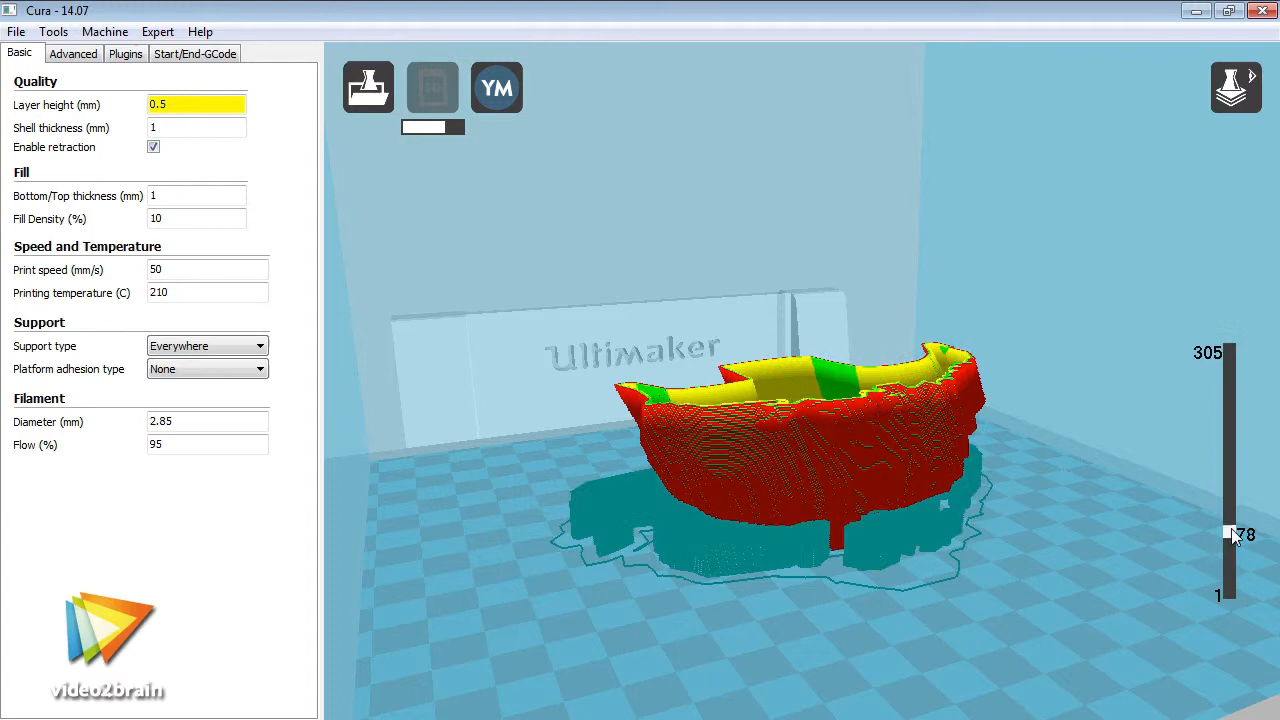 Cura - 14.07
File Tools Machine Expert Help
Basic Advanced Plugins Start/End-GCode
Quality
Layer height (mm) 0.5
Shell thickness (mm) 1
Enable retraction
Fill
Bottom/Top thickness (mm) 1
Fill Density (%) 10
Speed and Temperature
Print speed (mm/s) 50
Printing temperature (C) 210
Support
Support type Everywhere
Platform adhesion type None
Filament
Diameter (mm) 2.85
Flow (%) 95
video2brain
YM
Ultimaker
305
78
1